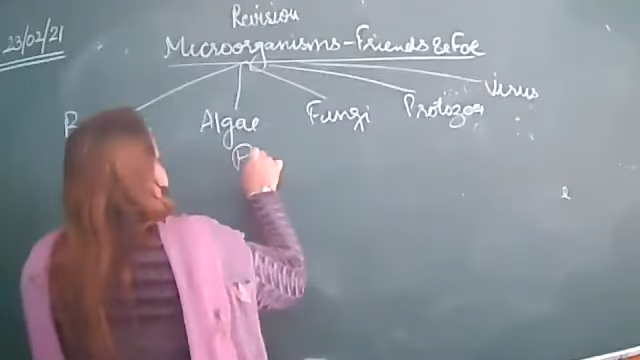 Revision
23/02/21
Microorganisms - Friends & Foe
Algae Fungi Protozoa Virus